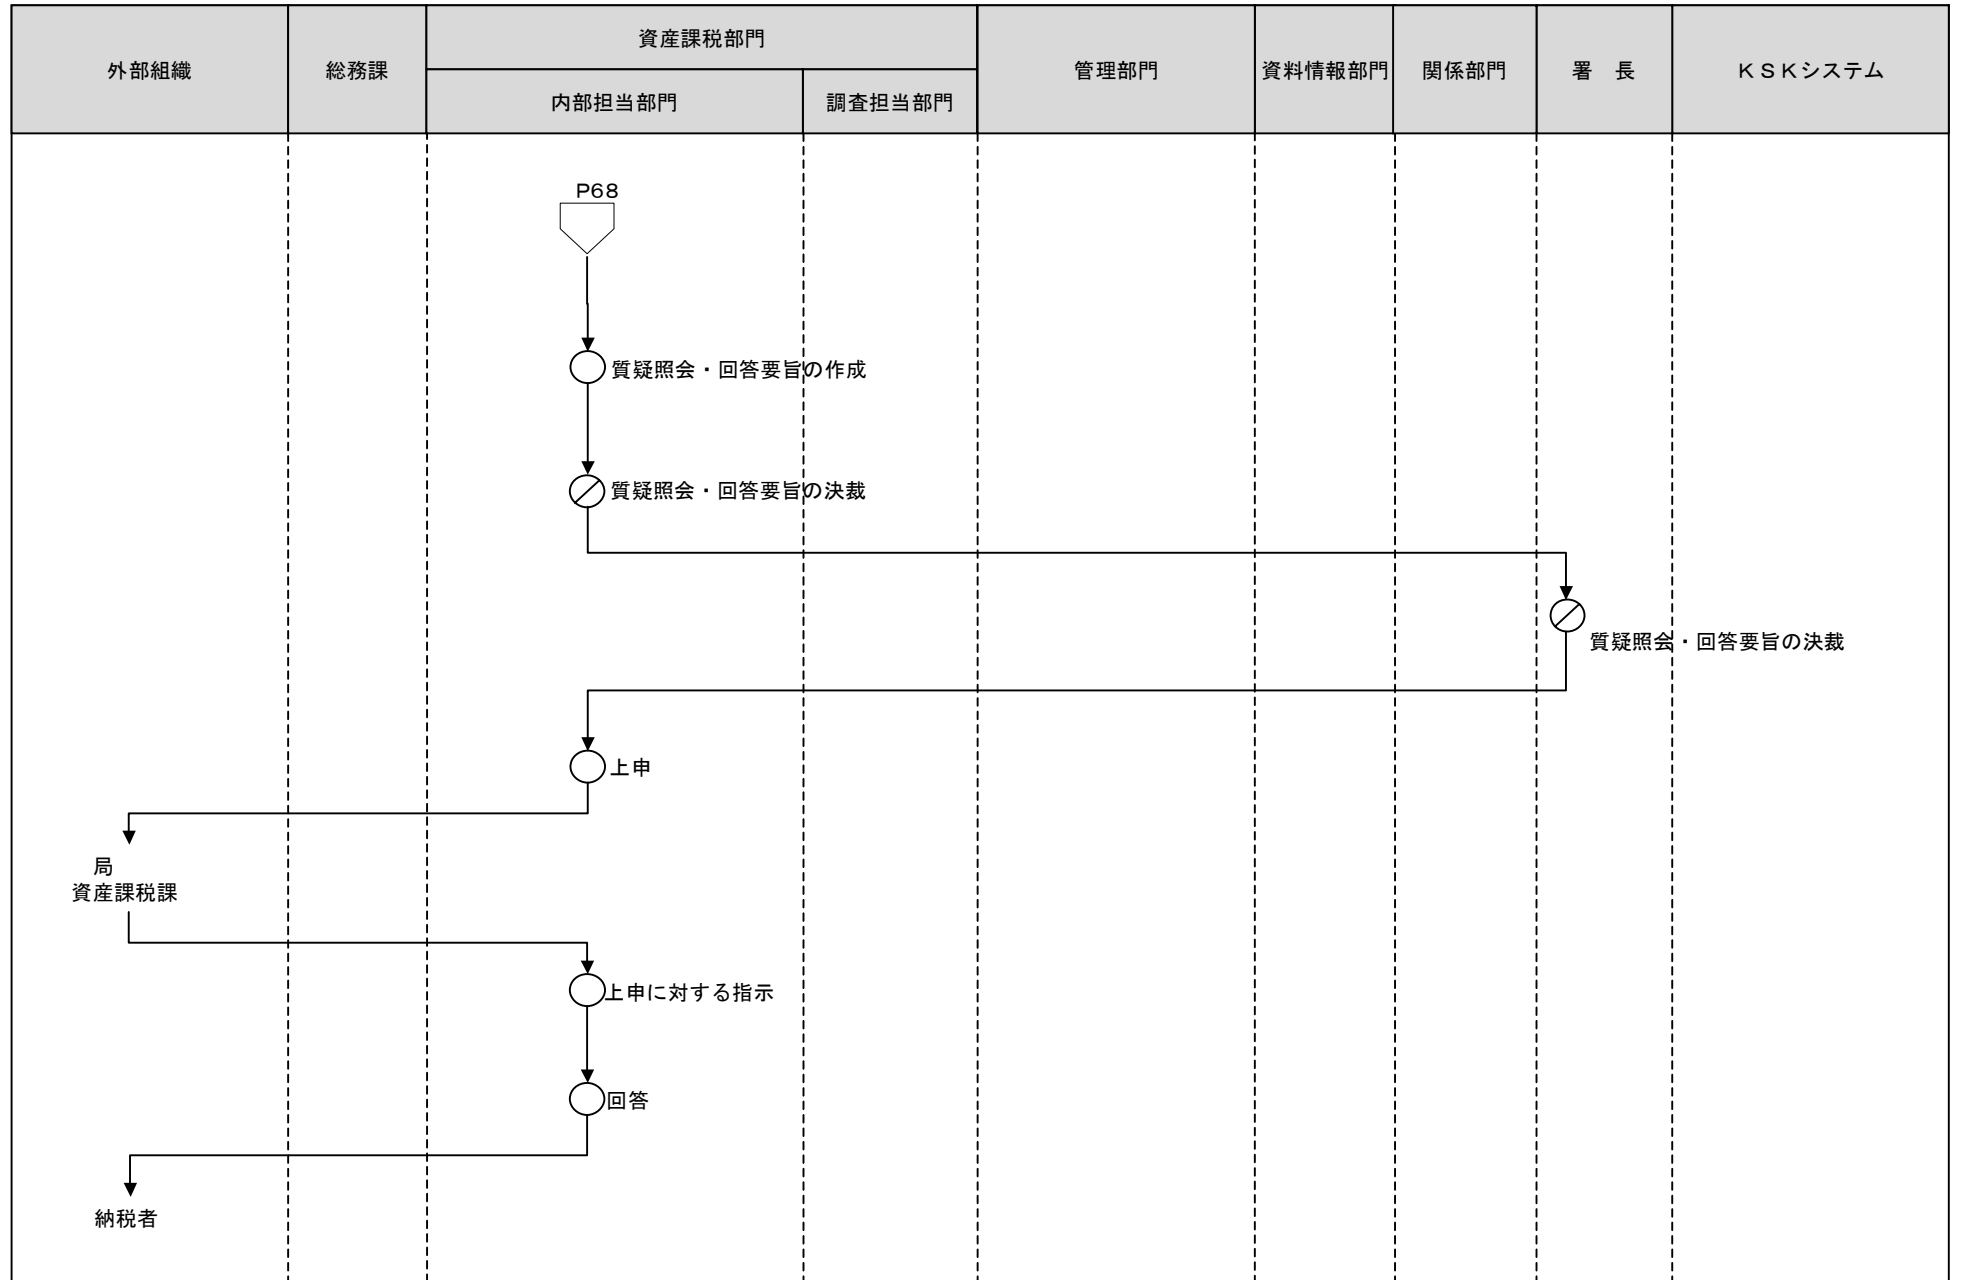 外部組織
総務課
資産課税部門
内部担当部門
調査担当部門
管理部門
資料情報部門
関係部門
署　長
ＫＳＫシステム
P68
質疑照会・回答要旨の作成
質疑照会・回答要旨の決裁
質疑照会・回答要旨の決裁
上申
局
資産課税課
上申に対する指示
回答
納税者